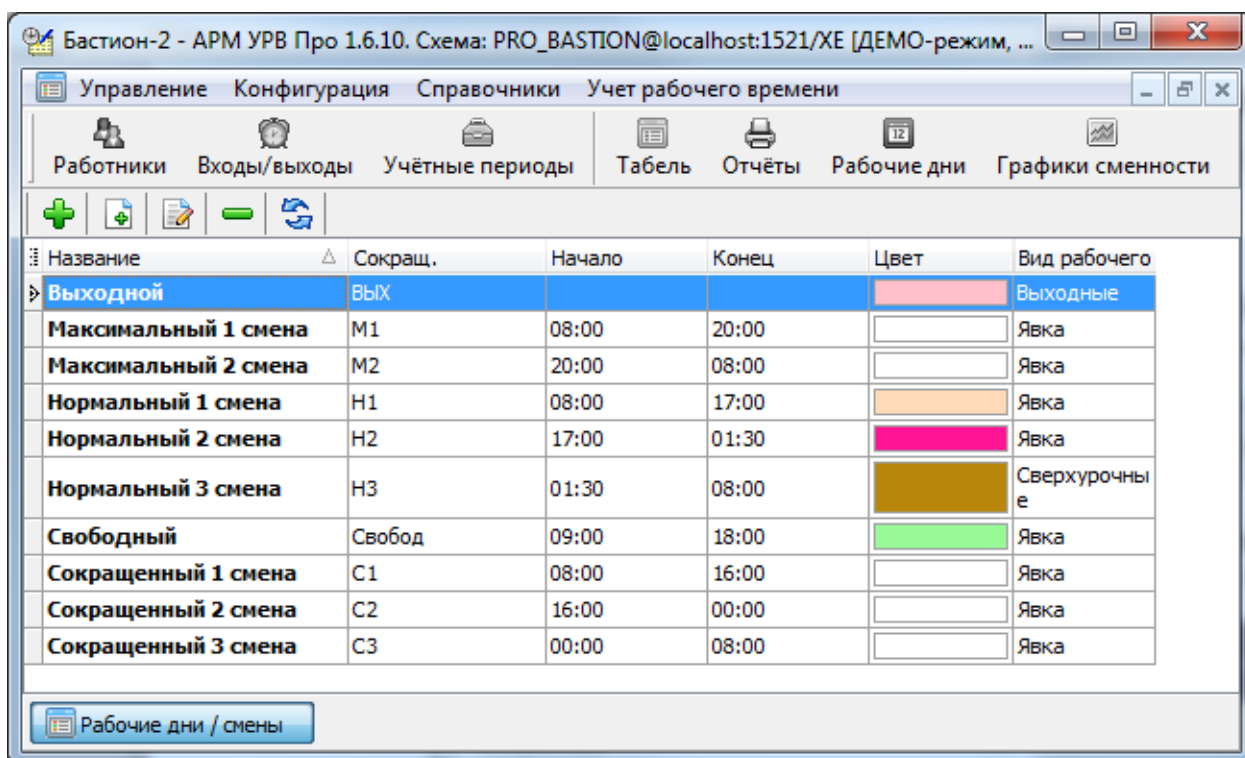 Бастион-2 - АРМ УРВ Про 1.6.10. Схема: PRO_BASTION@localhost:1521/XE [ДЕМО-режим, ...
Управление Конфигурация Справочники Учет рабочего времени
Работники Входы/выходы Учётные периоды Табель Отчёты Рабочие дни Графики сменности
Название Сокращ. Начало Конец Цвет Вид рабочего
Выходной ВЫХ Выходные
Максимальный 1 смена М1 08:00 20:00 Явка
Максимальный 2 смена М2 20:00 08:00 Явка
Нормальный 1 смена Н1 08:00 17:00 Явка
Нормальный 2 смена Н2 17:00 01:30 Явка
Нормальный 3 смена Н3 01:30 08:00 Сверхурочны
е
Свободный Свобод 09:00 18:00 Явка
Сокращенный 1 смена С1 08:00 16:00 Явка
Сокращенный 2 смена С2 16:00 00:00 Явка
Сокращенный 3 смена С3 00:00 08:00 Явка
Рабочие дни / смены